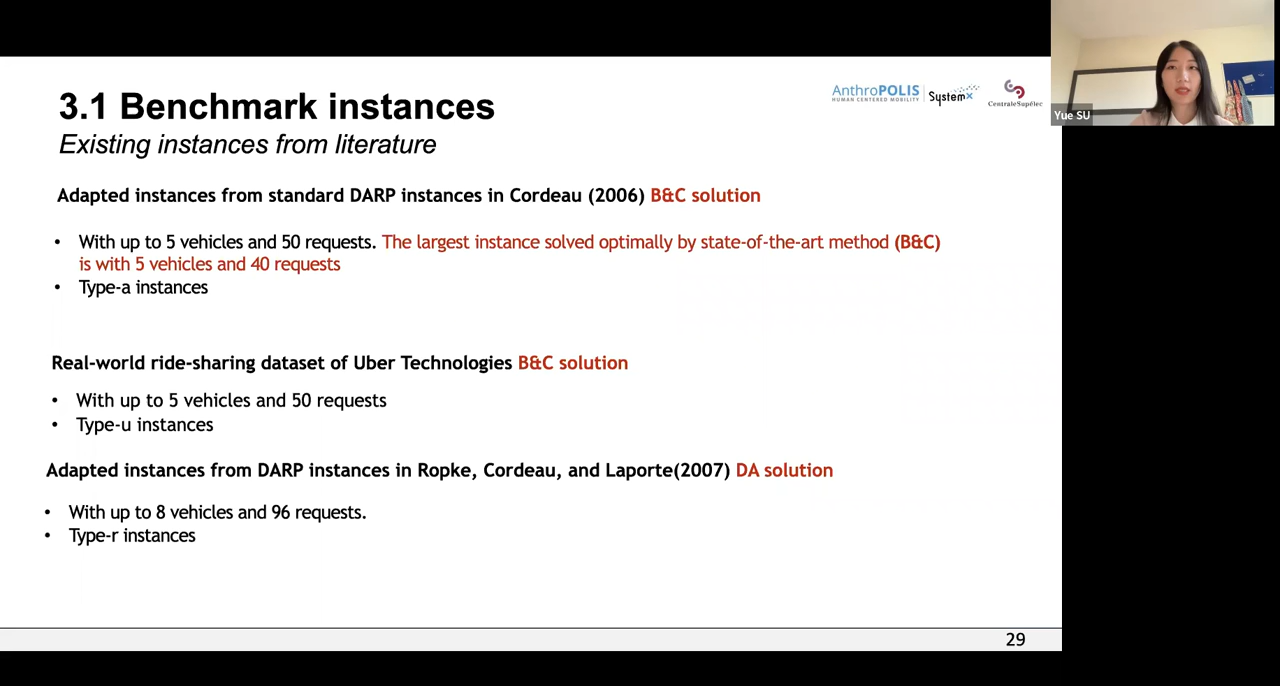 3.1 Benchmark instances
Existing instances from literature
AnthroPOLIS
HUMAN CENTERED MOBILITY
SystemX
CentraleSupélec
Yue SU
Adapted instances from standard DARP instances in Cordeau (2006) B&C solution
• With up to 5 vehicles and 50 requests. The largest instance solved optimally by state-of-the-art method (B&C)
is with 5 vehicles and 40 requests
• Type-a instances
Real-world ride-sharing dataset of Uber Technologies B&C solution
• With up to 5 vehicles and 50 requests
• Type-u instances
Adapted instances from DARP instances in Ropke, Cordeau, and Laporte(2007) DA solution
• With up to 8 vehicles and 96 requests.
• Type-r instances
29